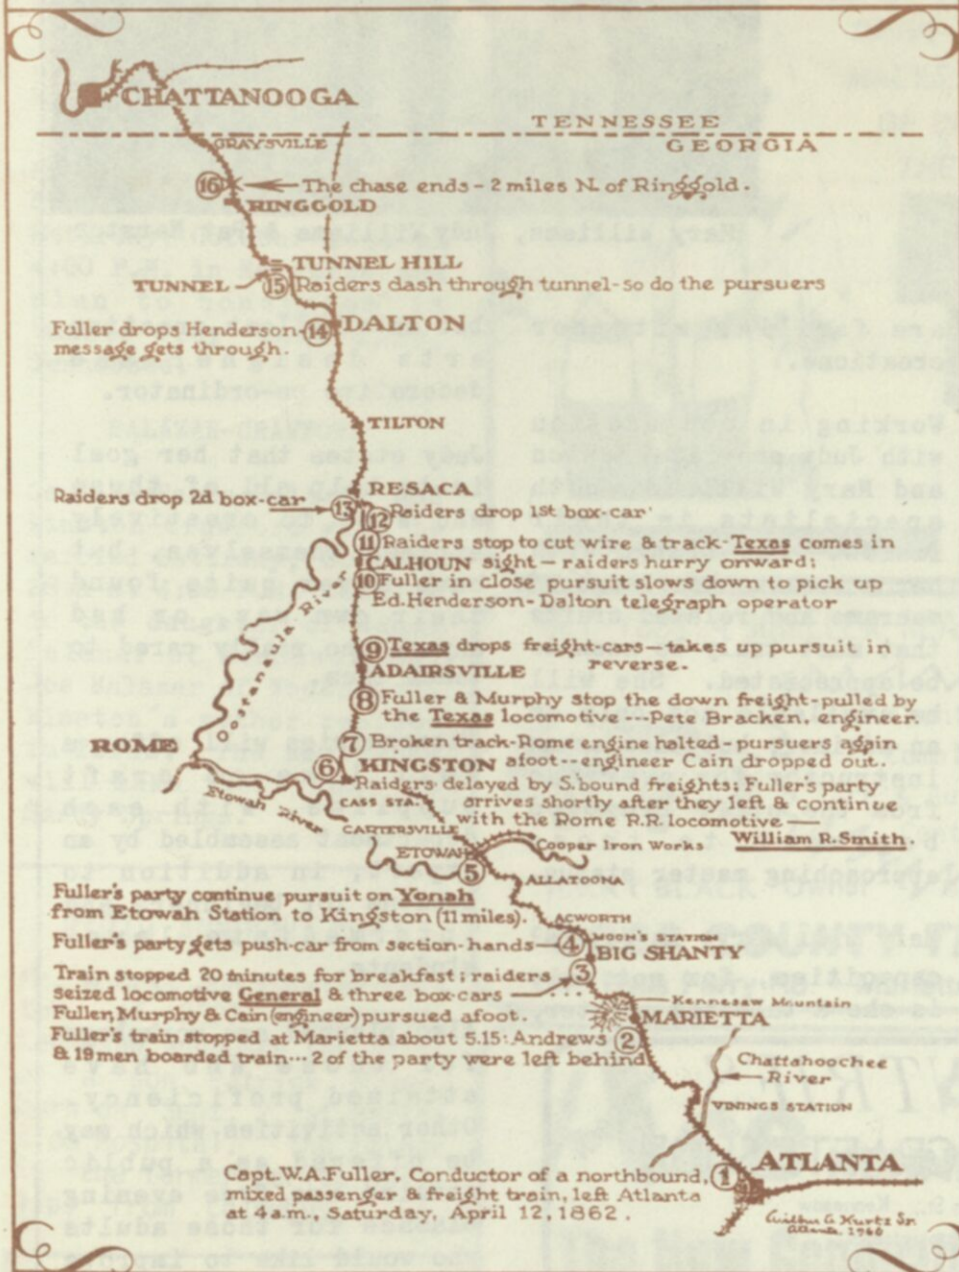 CHATTANOOGA
TENNESSEE
GRAYSVILLE
GEORGIA
16 The chase ends - 2 miles N. of Ringgold.
RINGGOLD
TUNNEL HILL
TUNNEL
15 Raiders dash through tunnel - so do the pursuers
Fuller drops Henderson - 14
message gets through.
DALTON
TILTON
RESACA
Raiders drop 2d box-car 13
12 Raiders drop 1st box-car
11 Raiders stop to cut wire & track - Texas comes in
CALHOUN sight - raiders hurry onward;
10 Fuller in close pursuit slows down to pick up
Ed. Henderson - Dalton telegraph operator
Oostanaula River
9 Texas drops freight-cars - takes up pursuit in
reverse.
ADAIRSVILLE
8 Fuller & Murphy stop the down freight - pulled by
the Texas locomotive --- Pete Bracken, engineer.
ROME
7 Broken track - Rome engine halted - pursuers again
afoot -- engineer Cain dropped out.
6 KINGSTON
Raiders delayed by S. bound freights; Fuller's party
arrives shortly after they left & continue
with the Rome R.R. locomotive —
William R. Smith.
Etowah River
CASS STA.
CARTERSVILLE
Cooper Iron Works
ETOWAH
5
ALLATOONA
Fuller's party continue pursuit on Yonah
from Etowah Station to Kingston (11 miles).
ACWORTH
MOON'S STATION
Fuller's party gets push-car from section-hands - 4
BIG SHANTY
Train stopped 20 minutes for breakfast; raiders 3
seized locomotive General & three box-cars
Fuller, Murphy & Cain (engineer) pursued afoot.
Kennesaw Mountain
MARIETTA
Fuller's train stopped at Marietta about 5.15: Andrews 2
& 19 men boarded train --- 2 of the party were left behind
Chattahoochee
River
VININGS STATION
ATLANTA
Capt. W.A. Fuller, Conductor of a northbound, 1
mixed passenger & freight train, left Atlanta
at 4 a.m., Saturday, April 12, 1862.
Wilbur G. Kurtz Sr.
Atlanta 1960